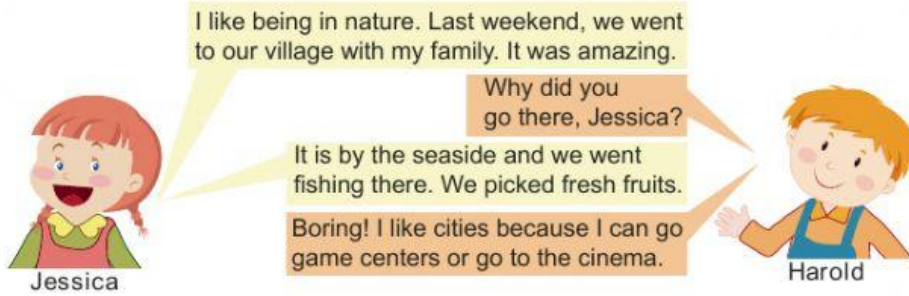 I like being in nature. Last weekend, we went
to our village with my family. It was amazing.
Why did you
go there, Jessica?
It is by the seaside and we went
fishing there. We picked fresh fruits.
Boring! I like cities because I can go
game centers or go to the cinema.
Jessica
Harold